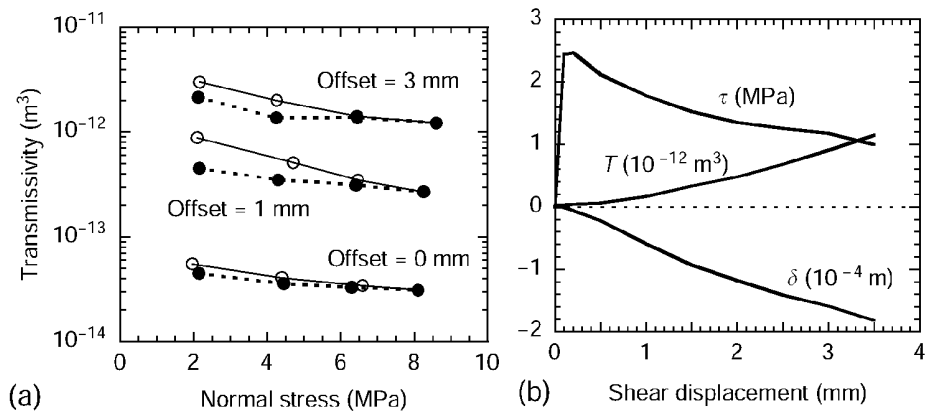 10⁻¹¹
10⁻¹²
10⁻¹³
10⁻¹⁴
Transmissivity (m³)
Offset = 3 mm
Offset = 1 mm
Offset = 0 mm
0 2 4 6 8 10
Normal stress (MPa)
(a)
3
2
1
0
-1
-2
τ (MPa)
T (10⁻¹² m³)
δ (10⁻⁴ m)
0 1 2 3 4
Shear displacement (mm)
(b)